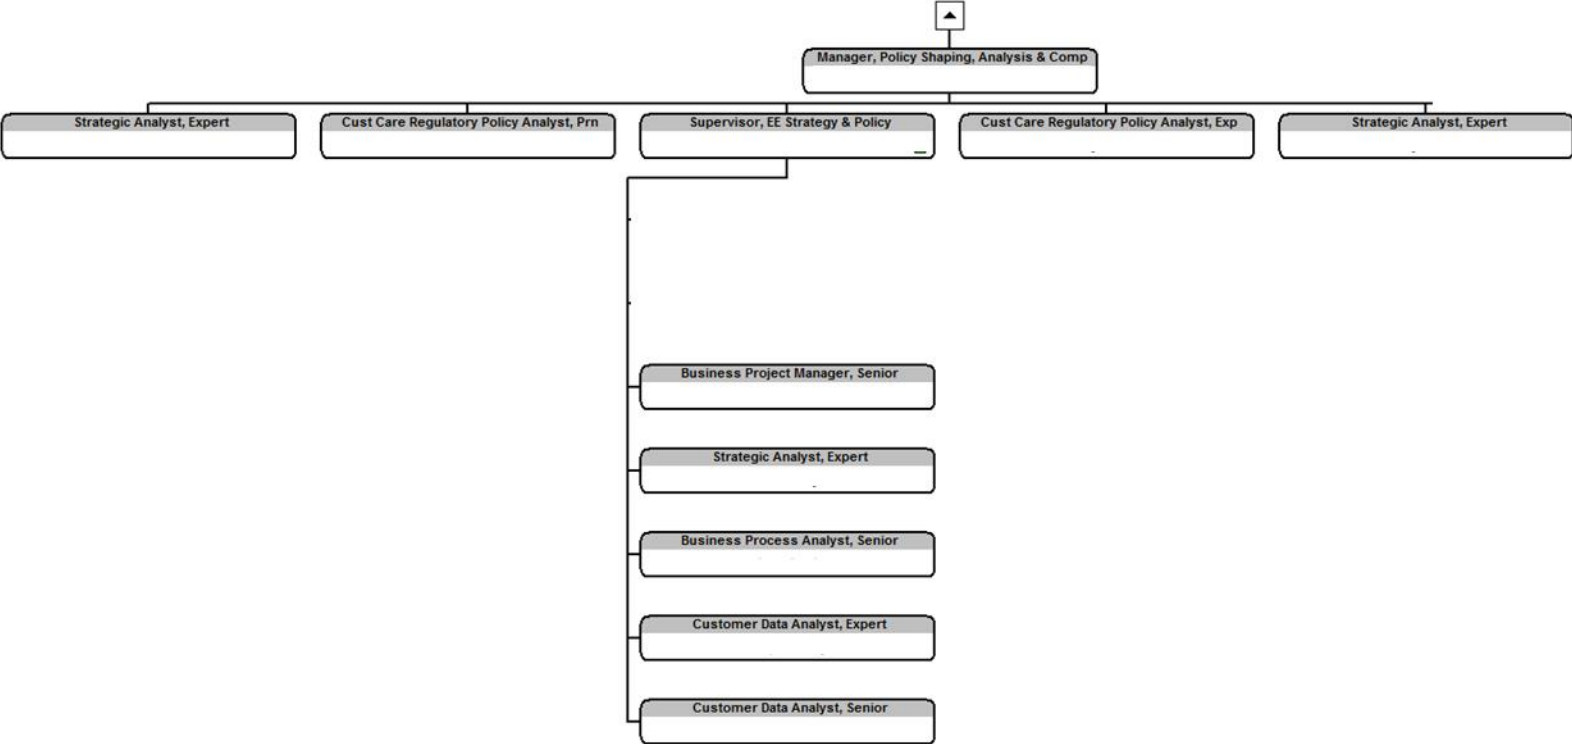 Manager, Policy Shaping, Analysis & Comp
Strategic Analyst, Expert
Cust Care Regulatory Policy Analyst, Prn
Supervisor, EE Strategy & Policy
Cust Care Regulatory Policy Analyst, Exp
Strategic Analyst, Expert
Business Project Manager, Senior
Strategic Analyst, Expert
Business Process Analyst, Senior
Customer Data Analyst, Expert
Customer Data Analyst, Senior